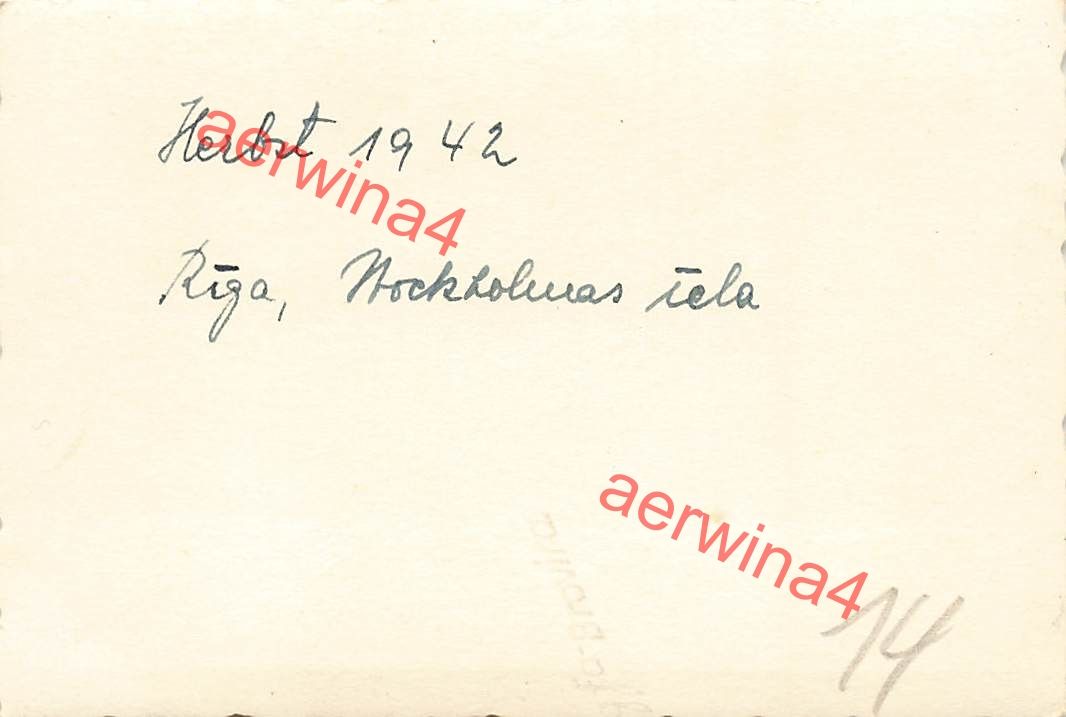 Herbst 1942
aerwina4
Rīga, Stockholmas iela
aerwina4
14